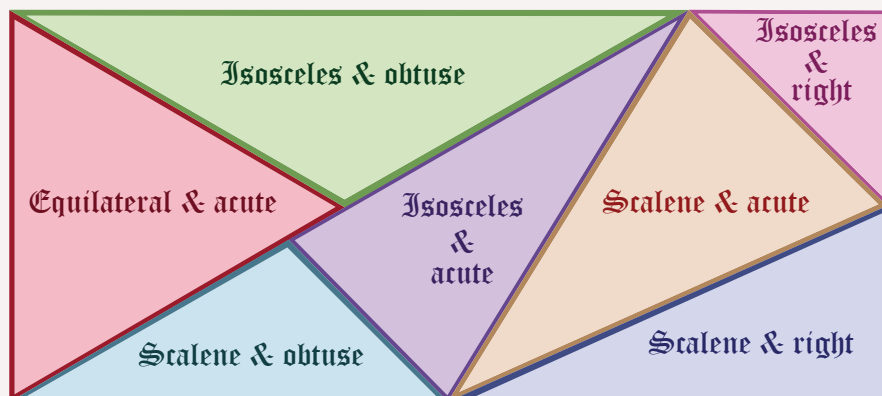 Isosceles & obtuse
Isosceles
&
right
Equilateral & acute
Isosceles
&
acute
Scalene & acute
Scalene & obtuse
Scalene & right